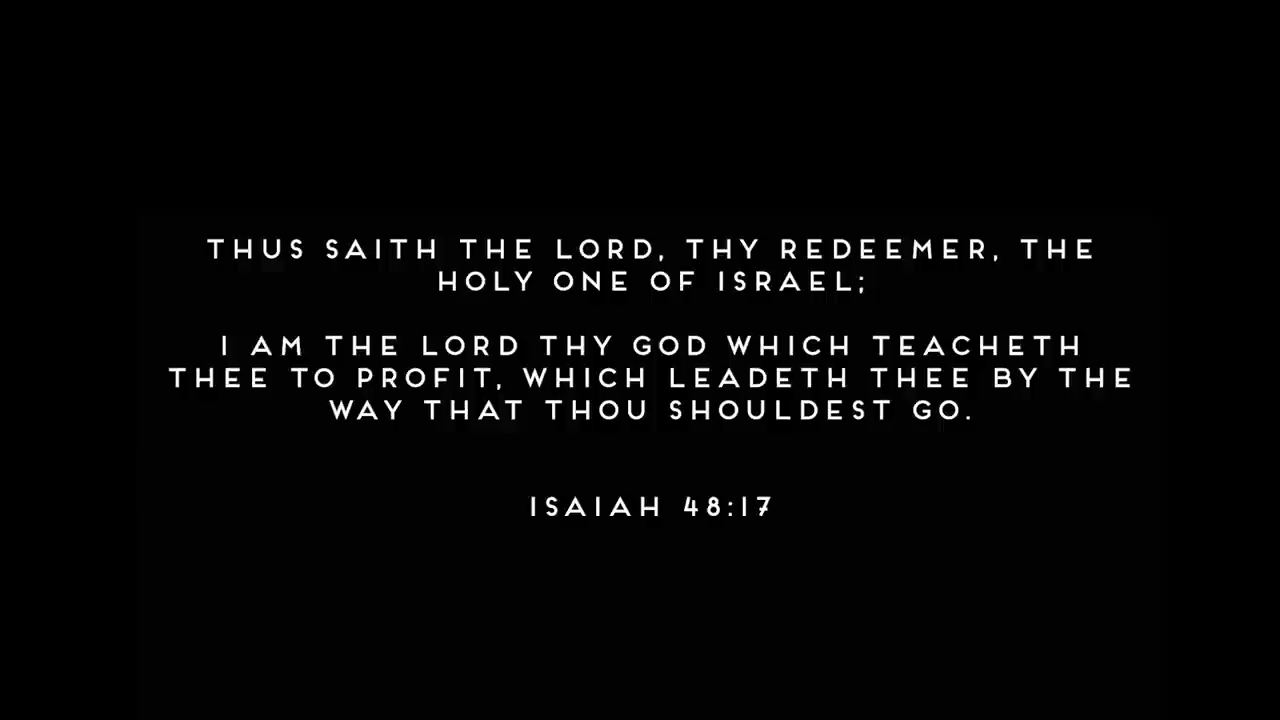 THUS SAITH THE LORD, THY REDEEMER, THE
HOLY ONE OF ISRAEL;
I AM THE LORD THY GOD WHICH TEACHETH
THEE TO PROFIT, WHICH LEADETH THEE BY THE
WAY THAT THOU SHOULDEST GO.
ISAIAH 48:17